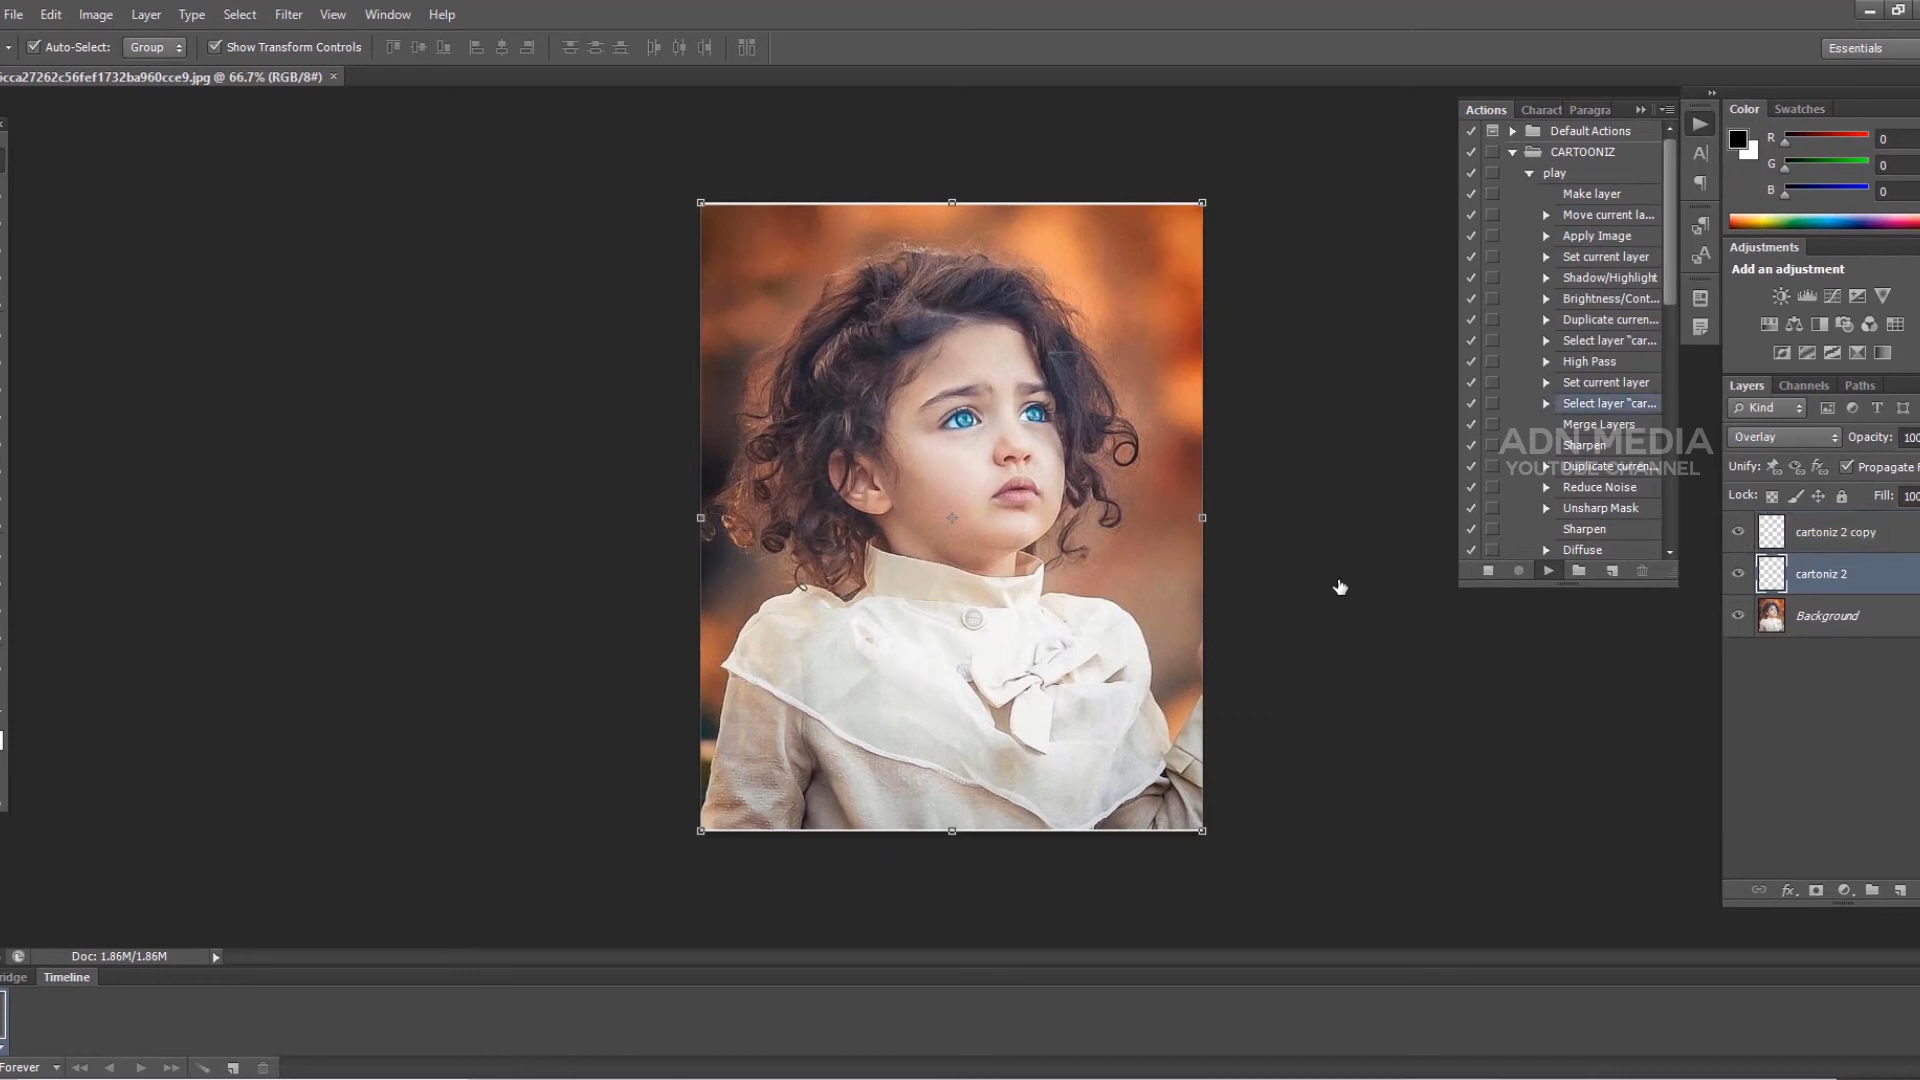 File Edit Image Layer Type Select Filter View Window Help
Auto-Select: Group Show Transform Controls
Essentials
cca27262c56fef1732ba960cce9.jpg @ 66.7% (RGB/8#) ×
Actions Charact Paragra
Default Actions
CARTOONIZ
play
Make layer
Move current la...
Apply Image
Set current layer
Shadow/Highlight
Brightness/Cont...
Duplicate curren...
Select layer "car...
High Pass
Set current layer
Select layer "car...
Merge Layers
Sharpen
Duplicate curren...
Reduce Noise
Unsharp Mask
Sharpen
Diffuse
ADN MEDIA
YOUTUBE CHANNEL
Color Swatches
R 0
G 0
B 0
Adjustments
Add an adjustment
Layers Channels Paths
Kind
Overlay Opacity: 100
Unify: Propagate F
Lock: Fill: 100
cartoniz 2 copy
cartoniz 2
Background
Doc: 1.86M/1.86M
ridge Timeline
Forever